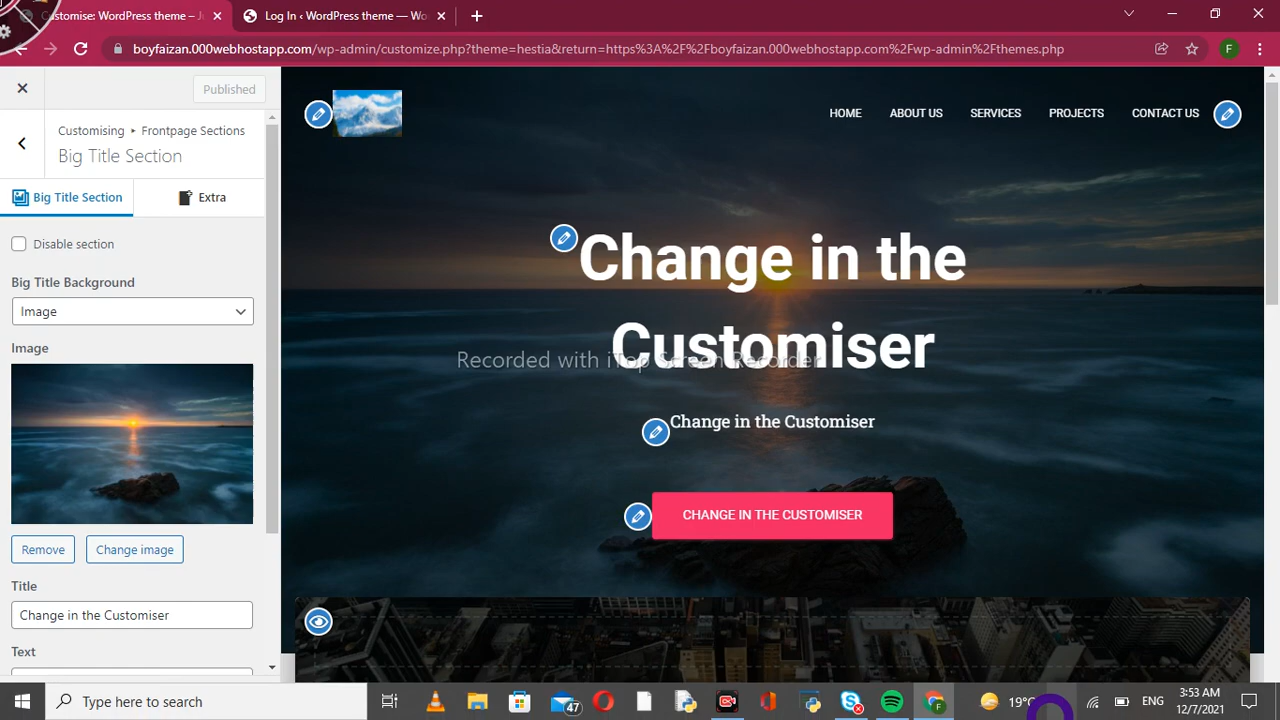 Customise: WordPress theme – J
Log In ‹ WordPress theme — Wo
boyfaizan.000webhostapp.com/wp-admin/customize.php?theme=hestia&return=https%3A%2F%2Fboyfaizan.000webhostapp.com%2Fwp-admin%2Fthemes.php
F
Published
Customising ▸ Frontpage Sections
Big Title Section
Big Title Section
Extra
Disable section
Big Title Background
Image
Image
Remove
Change image
Title
Change in the Customiser
Text
HOME
ABOUT US
SERVICES
PROJECTS
CONTACT US
Change in the
Customiser
Recorded with iTop Screen Recorder
Change in the Customiser
CHANGE IN THE CUSTOMISER
Type here to search
47
19°
ENG
3:53 AM
12/7/2021